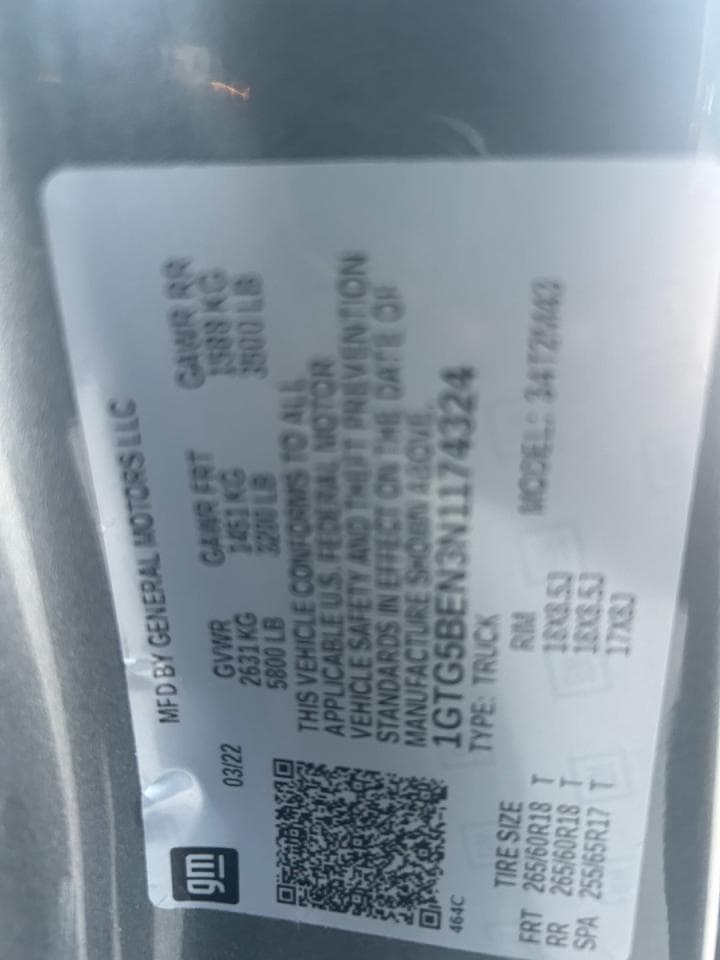 gm
MFD BY GENERAL MOTORS LLC
03/22
GVWR GAWR FRT GAWR RR
2631 KG 1451 KG 1588 KG
5800 LB 3200 LB 3500 LB
THIS VEHICLE CONFORMS TO ALL
APPLICABLE U.S. FEDERAL MOTOR
VEHICLE SAFETY AND THEFT PREVENTION
STANDARDS IN EFFECT ON THE DATE OF
MANUFACTURE SHOWN ABOVE.
1GTG5BEN3N1174324
TYPE: TRUCK
464C
MODEL:
TIRE SIZE RIM
FRT 265/60R18 T 18X8.5J
RR 265/60R18 T 18X8.5J
SPA 255/65R17 T 17X8J